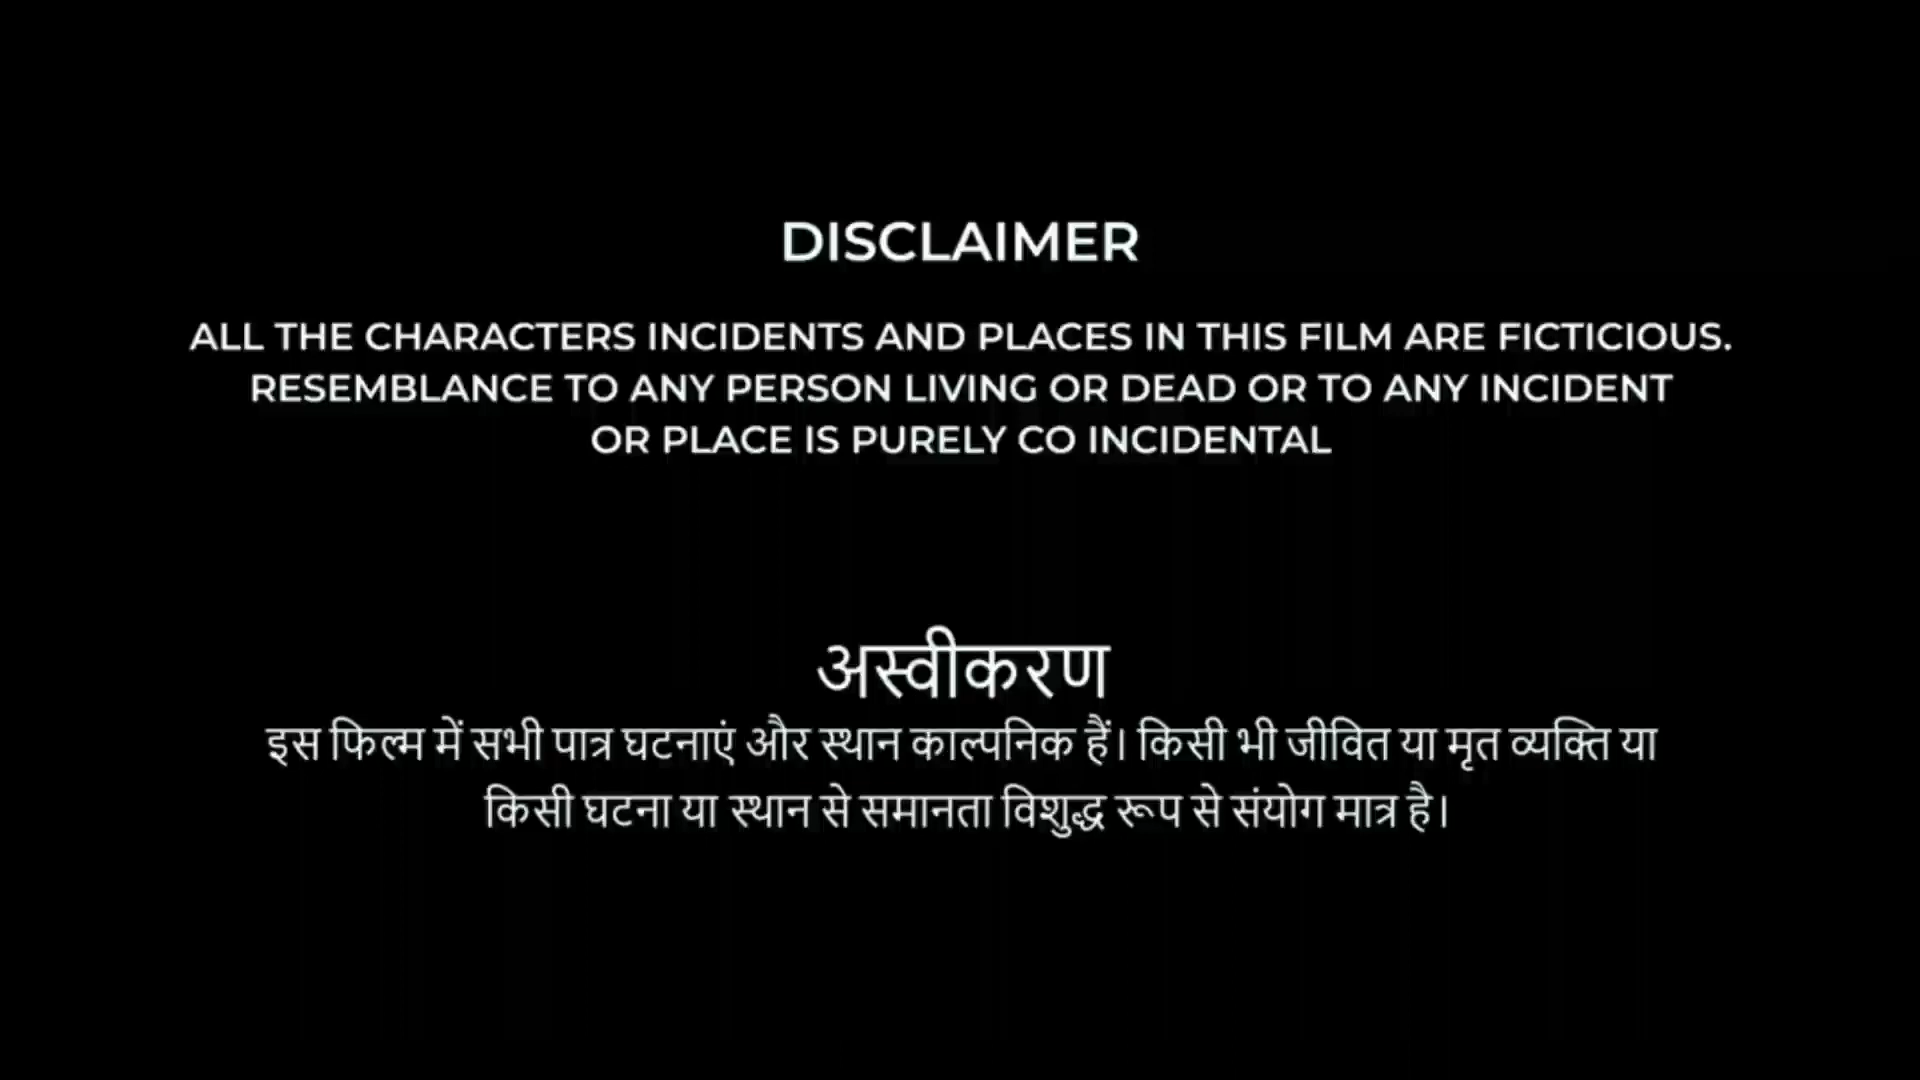 DISCLAIMER
ALL THE CHARACTERS INCIDENTS AND PLACES IN THIS FILM ARE FICTICIOUS.
RESEMBLANCE TO ANY PERSON LIVING OR DEAD OR TO ANY INCIDENT
OR PLACE IS PURELY CO INCIDENTAL
अस्वीकरण
इस फिल्म में सभी पात्र घटनाएं और स्थान काल्पनिक हैं। किसी भी जीवित या मृत व्यक्ति या
किसी घटना या स्थान से समानता विशुद्ध रूप से संयोग मात्र है।